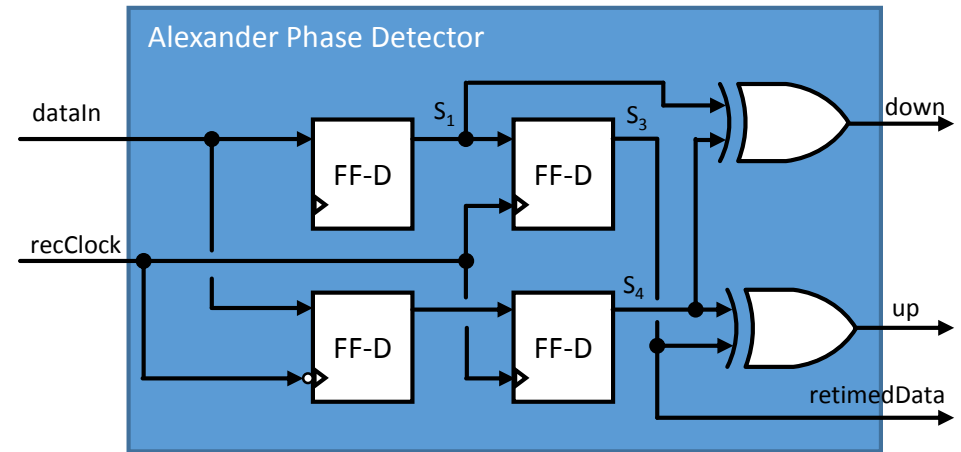 Alexander Phase Detector
dataIn
S1
S3
down
FF-D
FF-D
recClock
S4
up
FF-D
FF-D
retimedData